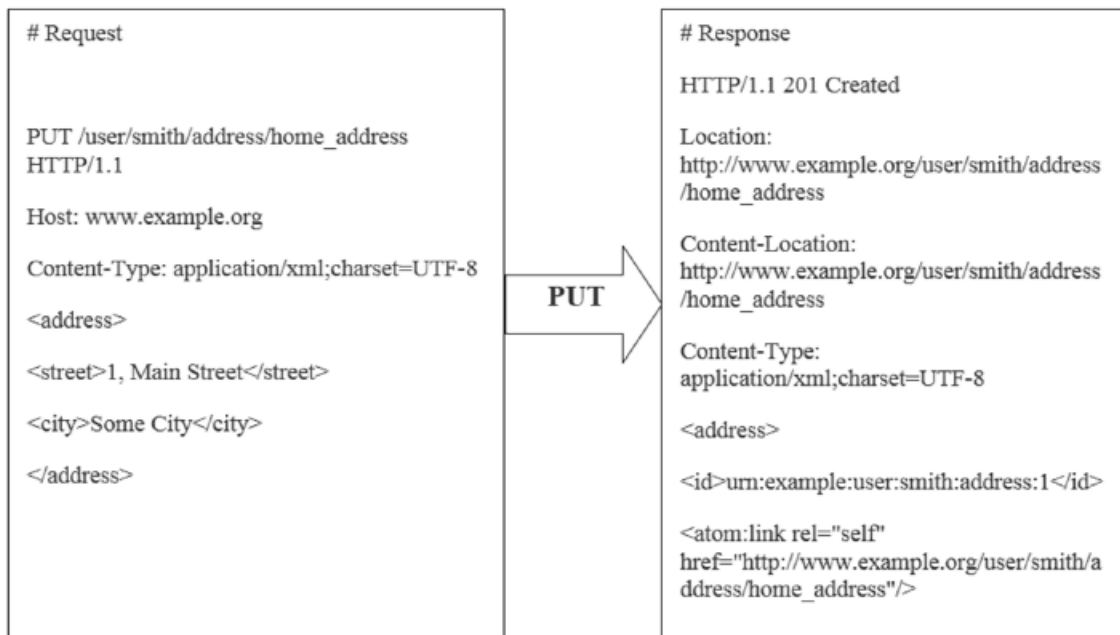 # Request
PUT /user/smith/address/home_address
HTTP/1.1
Host: www.example.org
Content-Type: application/xml;charset=UTF-8
<address>
<street>1, Main Street</street>
<city>Some City</city>
</address>
PUT
# Response
HTTP/1.1 201 Created
Location:
http://www.example.org/user/smith/address
/home_address
Content-Location:
http://www.example.org/user/smith/address
/home_address
Content-Type:
application/xml;charset=UTF-8
<address>
<id>urn:example:user:smith:address:1</id>
<atom:link rel="self"
href="http://www.example.org/user/smith/a
ddress/home_address"/>